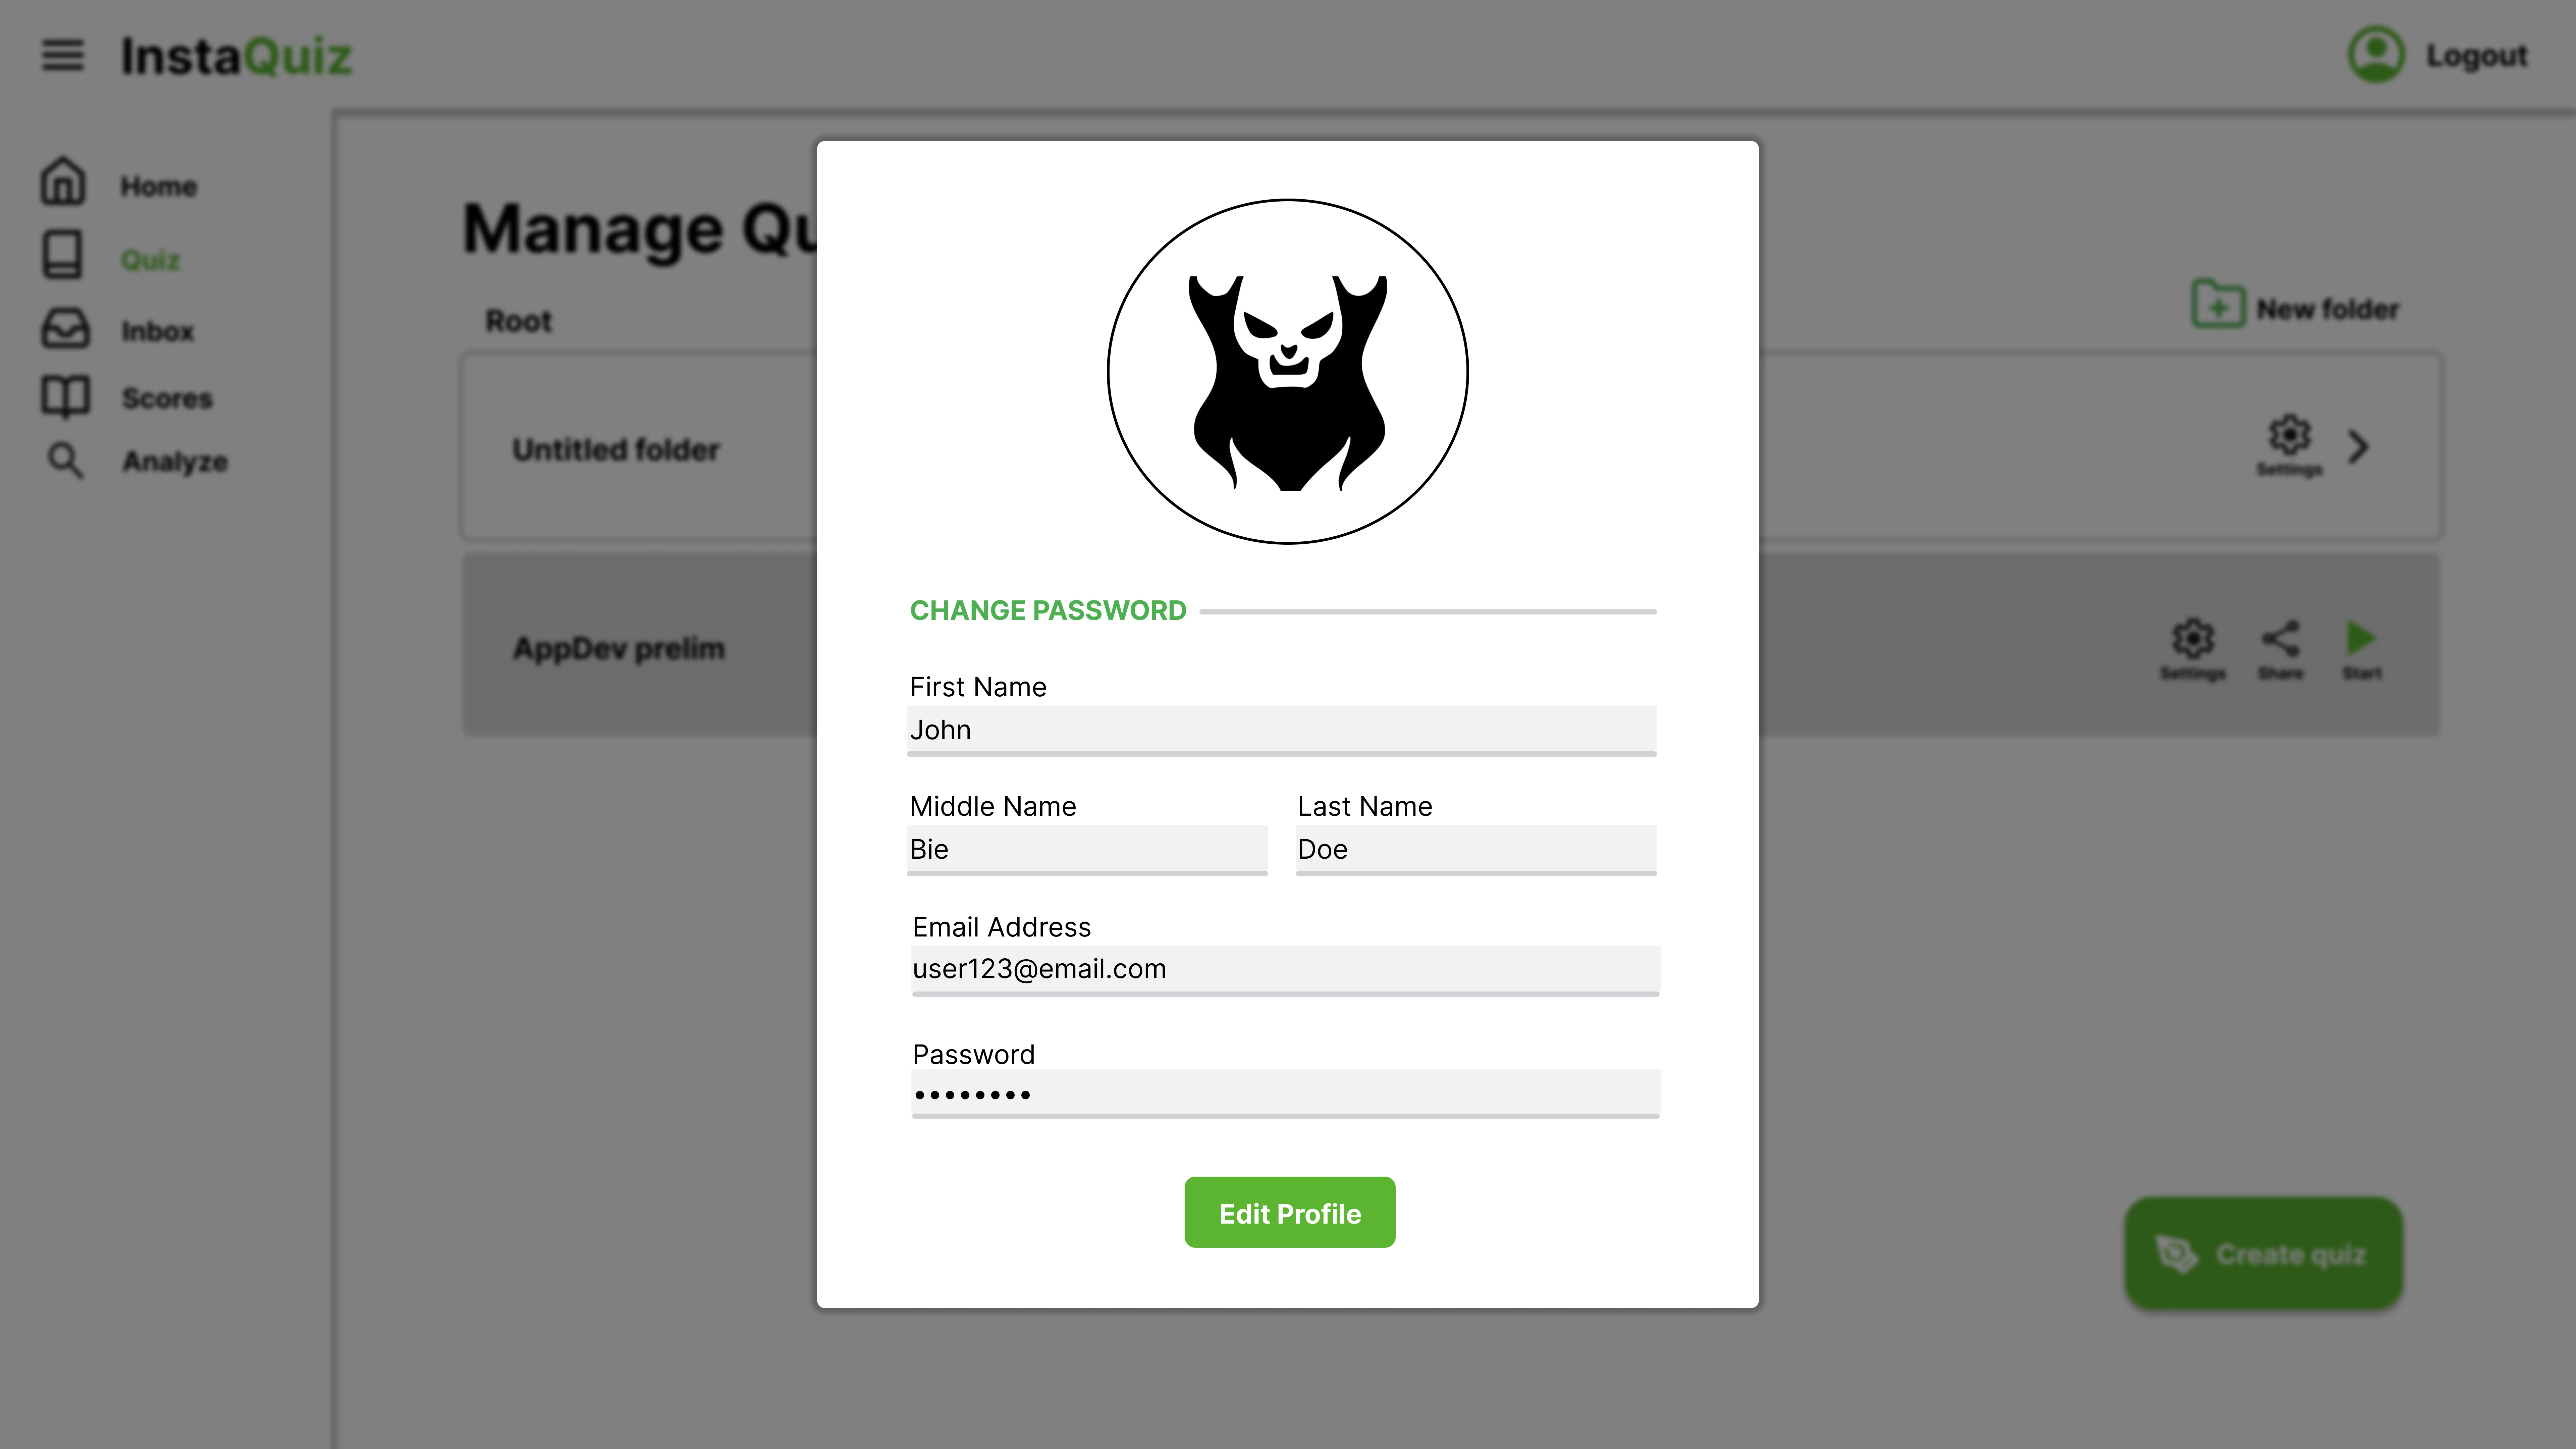 InstaQuiz
Logout
Home
Quiz
Inbox
Scores
Analyze
Manage Qu
Root
New folder
Untitled folder
Settings
AppDev prelim
Settings
Share
Start
CHANGE PASSWORD
First Name
John
Middle Name
Last Name
Bie
Doe
Email Address
user123@email.com
Password
••••••••
Edit Profile
Create quiz